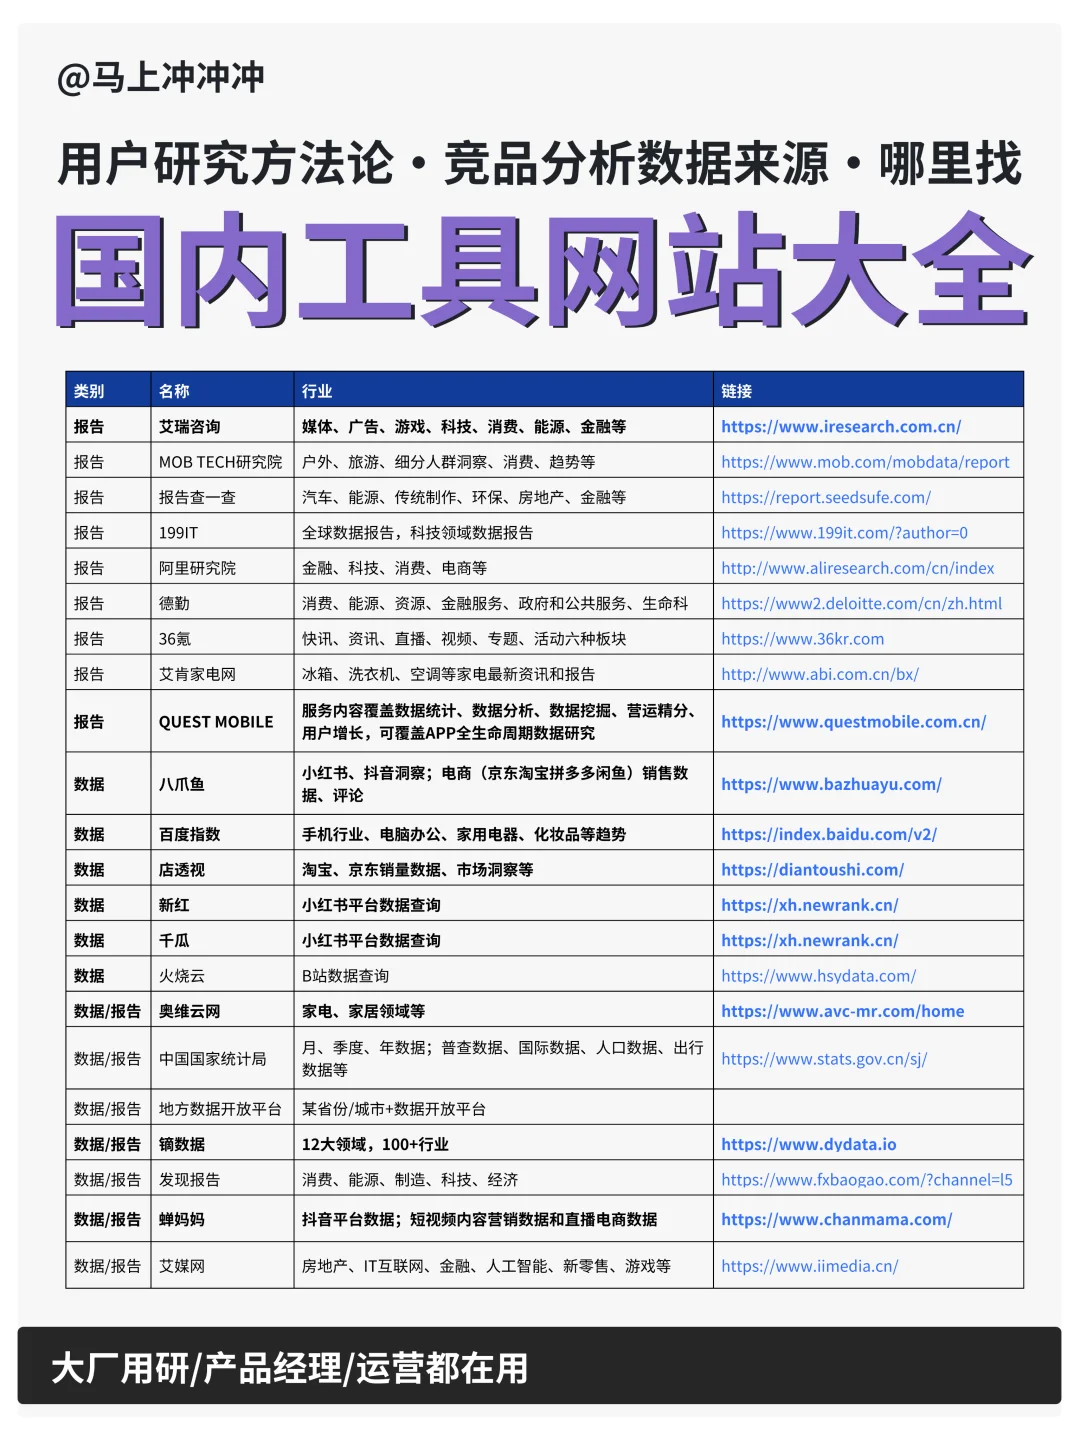 @马上冲冲冲
用户研究方法论·竞品分析数据来源·哪里找
国内工具网站大全
类别 名称 行业 链接
报告 艾瑞咨询 媒体、广告、游戏、科技、消费、能源、金融等 https://www.iresearch.com.cn/
报告 MOB TECH研究院 户外、旅游、细分人群洞察、消费、趋势等 https://www.mob.com/mobdata/report
报告 报告查一查 汽车、能源、传统制作、环保、房地产、金融等 https://report.seedsufe.com/
报告 199IT 全球数据报告，科技领域数据报告 https://www.199it.com/?author=0
报告 阿里研究院 金融、科技、消费、电商等 http://www.aliresearch.com/cn/index
报告 德勤 消费、能源、资源、金融服务、政府和公共服务、生命科 https://www2.deloitte.com/cn/zh.html
报告 36氪 快讯、资讯、直播、视频、专题、活动六种板块 https://www.36kr.com
报告 艾肯家电网 冰箱、洗衣机、空调等家电最新资讯和报告 http://www.abi.com.cn/bx/
报告 QUEST MOBILE 服务内容覆盖数据统计、数据分析、数据挖掘、营运精分、
用户增长，可覆盖APP全生命周期数据研究 https://www.questmobile.com.cn/
数据 八爪鱼 小红书、抖音洞察；电商（京东淘宝拼多多闲鱼）销售数
据、评论 https://www.bazhuayu.com/
数据 百度指数 手机行业、电脑办公、家用电器、化妆品等趋势 https://index.baidu.com/v2/
数据 店透视 淘宝、京东销量数据、市场洞察等 https://diantoushi.com/
数据 新红 小红书平台数据查询 https://xh.newrank.cn/
数据 千瓜 小红书平台数据查询 https://xh.newrank.cn/
数据 火烧云 B站数据查询 https://www.hsydata.com/
数据/报告 奥维云网 家电、家居领域等 https://www.avc-mr.com/home
数据/报告 中国国家统计局 月、季度、年数据；普查数据、国际数据、人口数据、出行
数据等 https://www.stats.gov.cn/sj/
数据/报告 地方数据开放平台 某省份/城市+数据开放平台
数据/报告 镝数据 12大领域，100+行业 https://www.dydata.io
数据/报告 发现报告 消费、能源、制造、科技、经济 https://www.fxbaogao.com/?channel=l5
数据/报告 蝉妈妈 抖音平台数据；短视频内容营销数据和直播电商数据 https://www.chanmama.com/
数据/报告 艾媒网 房地产、IT互联网、金融、人工智能、新零售、游戏等 https://www.iimedia.cn/
大厂用研/产品经理/运营都在用